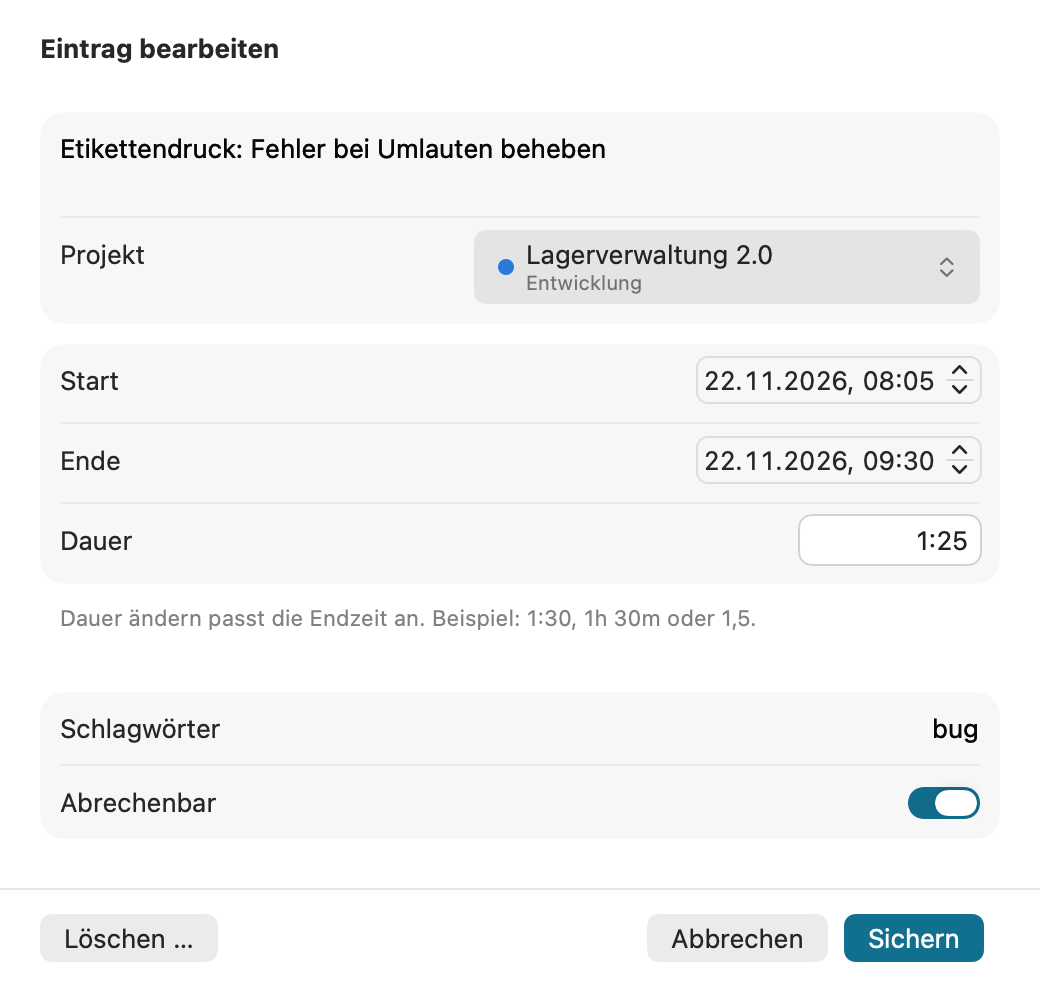 Eintrag bearbeiten
Etikettendruck: Fehler bei Umlauten beheben
Projekt
Lagerverwaltung 2.0
Entwicklung
Start
22.11.2026, 08:05
Ende
22.11.2026, 09:30
Dauer
1:25
Dauer ändern passt die Endzeit an. Beispiel: 1:30, 1h 30m oder 1,5.
Schlagwörter
bug
Abrechenbar
Löschen ...
Abbrechen
Sichern